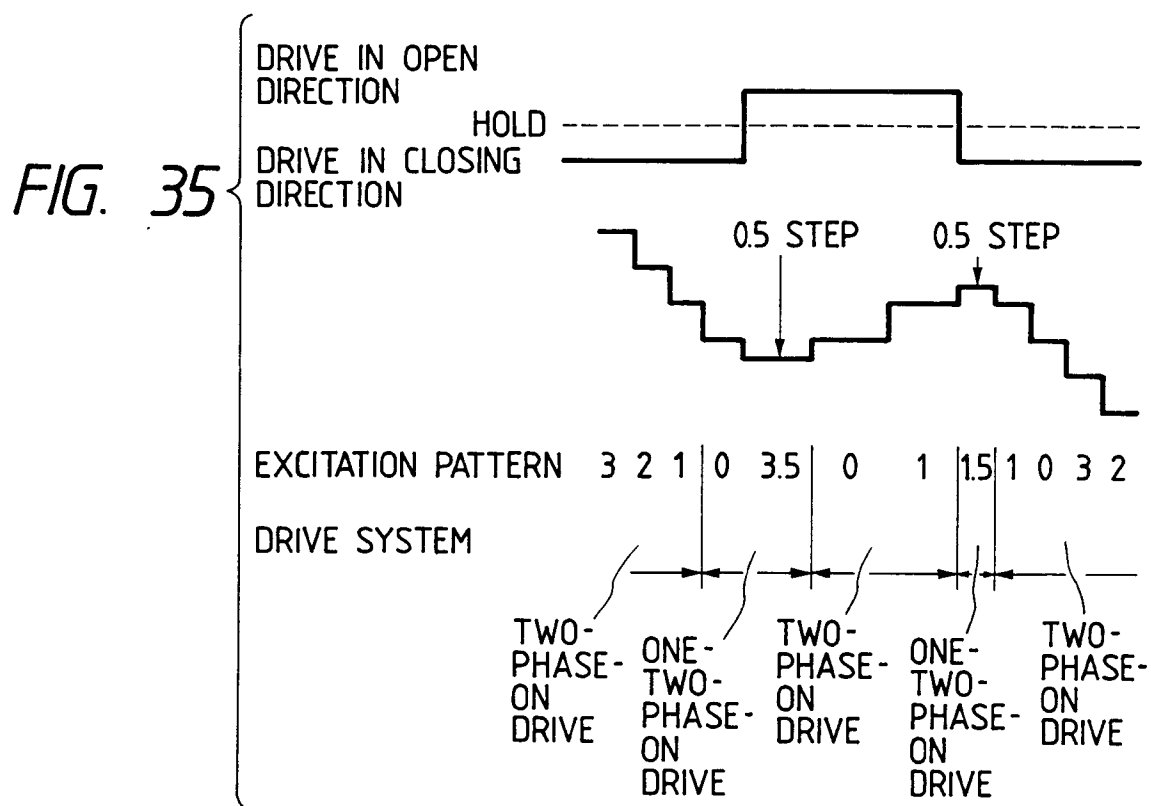 FIG. 35
DRIVE IN OPEN
DIRECTION
HOLD
DRIVE IN CLOSING
DIRECTION
0.5 STEP 0.5 STEP
EXCITATION PATTERN 3 2 1 0 3.5 0 1 1.5 1 0 3 2
DRIVE SYSTEM
TWO-
PHASE-
ON
DRIVE
ONE-
TWO-
PHASE-
ON
DRIVE
TWO-
PHASE-
ON
DRIVE
ONE-
TWO-
PHASE-
ON
DRIVE
TWO-
PHASE-
ON
DRIVE